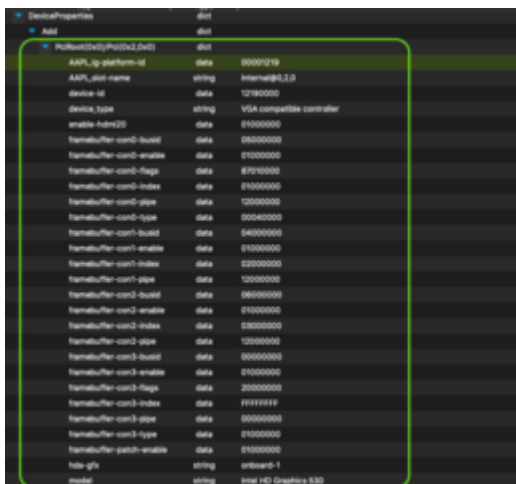 DeviceProperties dict
Add dict
PciRoot(0x0)/Pci(0x2,0x0) dict
AAPL,ig-platform-id data 00001219
AAPL,slot-name string Internal@0,2,0
device-id data 12190000
device_type string VGA compatible controller
enable-hdmi20 data 01000000
framebuffer-con0-busid data 05000000
framebuffer-con0-enable data 01000000
framebuffer-con0-flags data 87010000
framebuffer-con0-index data 01000000
framebuffer-con0-pipe data 12000000
framebuffer-con0-type data 00040000
framebuffer-con1-busid data 04000000
framebuffer-con1-enable data 01000000
framebuffer-con1-index data 02000000
framebuffer-con1-pipe data 12000000
framebuffer-con2-busid data 06000000
framebuffer-con2-enable data 01000000
framebuffer-con2-index data 03000000
framebuffer-con2-pipe data 12000000
framebuffer-con3-busid data 00000000
framebuffer-con3-enable data 01000000
framebuffer-con3-flags data 20000000
framebuffer-con3-index data FFFFFFFF
framebuffer-con3-pipe data 00000000
framebuffer-con3-type data 01000000
framebuffer-patch-enable data 01000000
hda-gfx string onboard-1
model string Intel HD Graphics 530